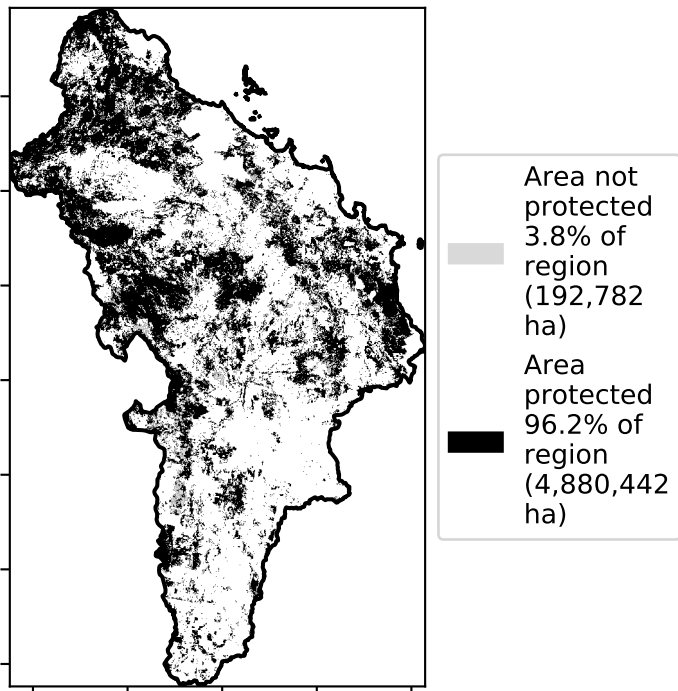 Area not
protected
3.8% of
region
(192,782
ha)
Area
protected
96.2% of
region
(4,880,442
ha)